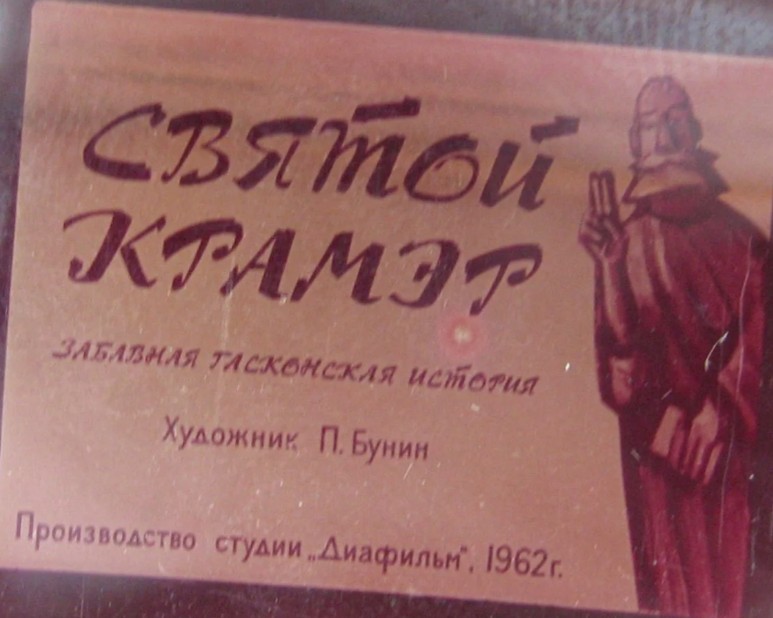 СВЯТОЙ
КРАМЭР
ЗАБАВНАЯ ГАСКОНСКАЯ ИСТОРИЯ
Художник П. Бунин
Производство студии „Диафильм", 1962г.